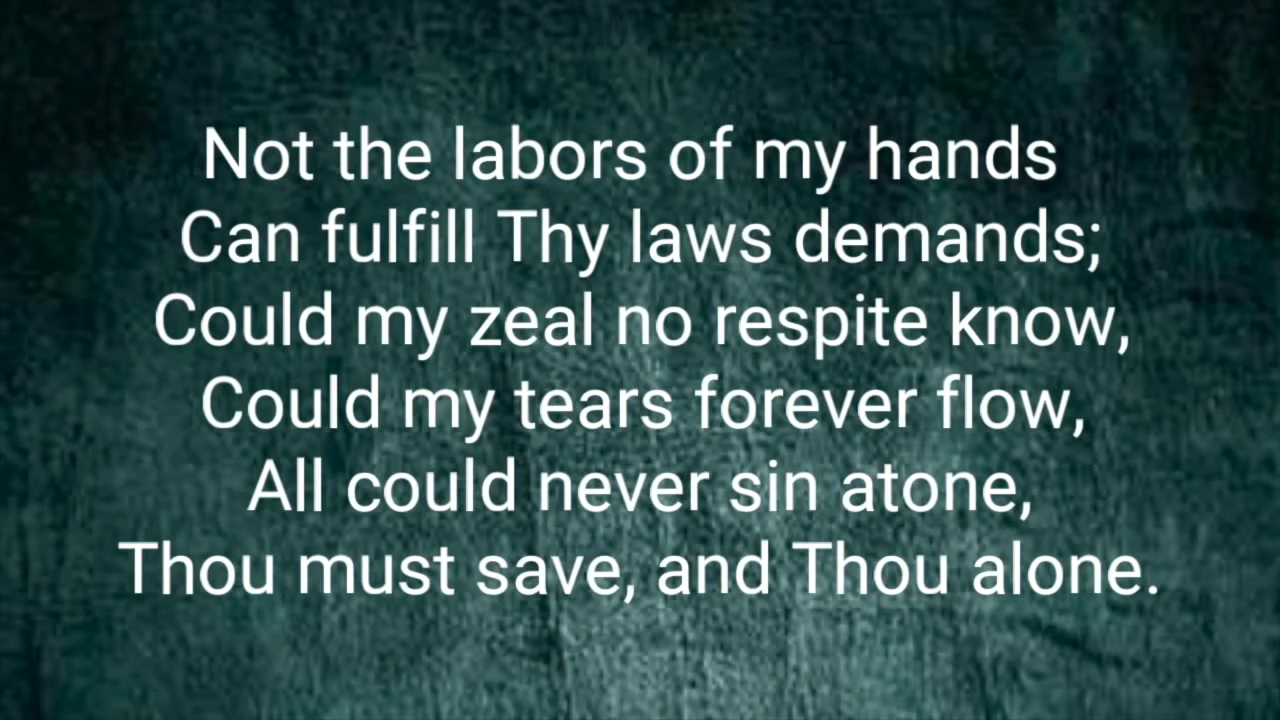 Not the labors of my hands
Can fulfill Thy laws demands;
Could my zeal no respite know,
Could my tears forever flow,
All could never sin atone,
Thou must save, and Thou alone.